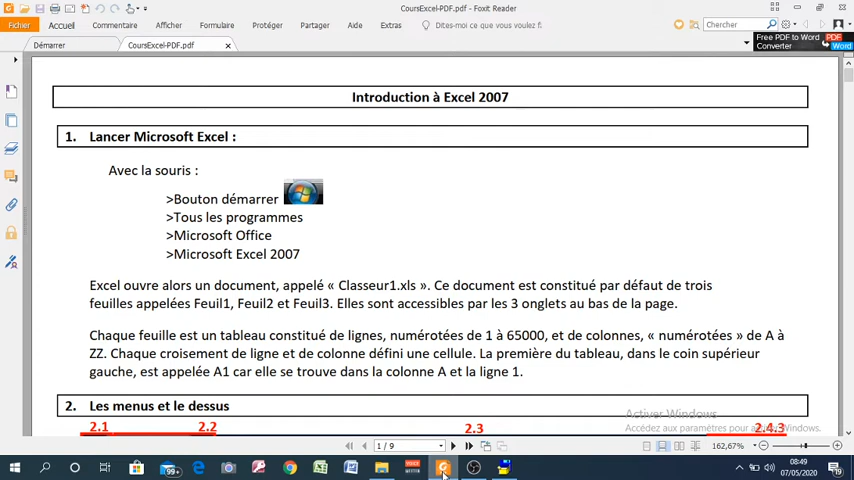 CoursExcel-PDF.pdf - Foxit Reader
Fichier Accueil Commentaire Afficher Formulaire Protéger Partager Aide Extras Dites-moi ce que vous voulez f. Chercher
Démarrer CoursExcel-PDF.pdf
Free PDF to Word Converter
PDF
Word
Introduction à Excel 2007
1. Lancer Microsoft Excel :
Avec la souris :
>Bouton démarrer
>Tous les programmes
>Microsoft Office
>Microsoft Excel 2007
Excel ouvre alors un document, appelé « Classeur1.xls ». Ce document est constitué par défaut de trois
feuilles appelées Feuil1, Feuil2 et Feuil3. Elles sont accessibles par les 3 onglets au bas de la page.
Chaque feuille est un tableau constitué de lignes, numérotées de 1 à 65000, et de colonnes, « numérotées » de A à
ZZ. Chaque croisement de ligne et de colonne défini une cellule. La première du tableau, dans le coin supérieur
gauche, est appelée A1 car elle se trouve dans la colonne A et la ligne 1.
2. Les menus et le dessus
Activer Windows
2.1 2.2 2.3 2.4.3
Accédez aux paramètres pour activer Windows.
1 / 9 162,67%
99+ 08:49
07/05/2020 19